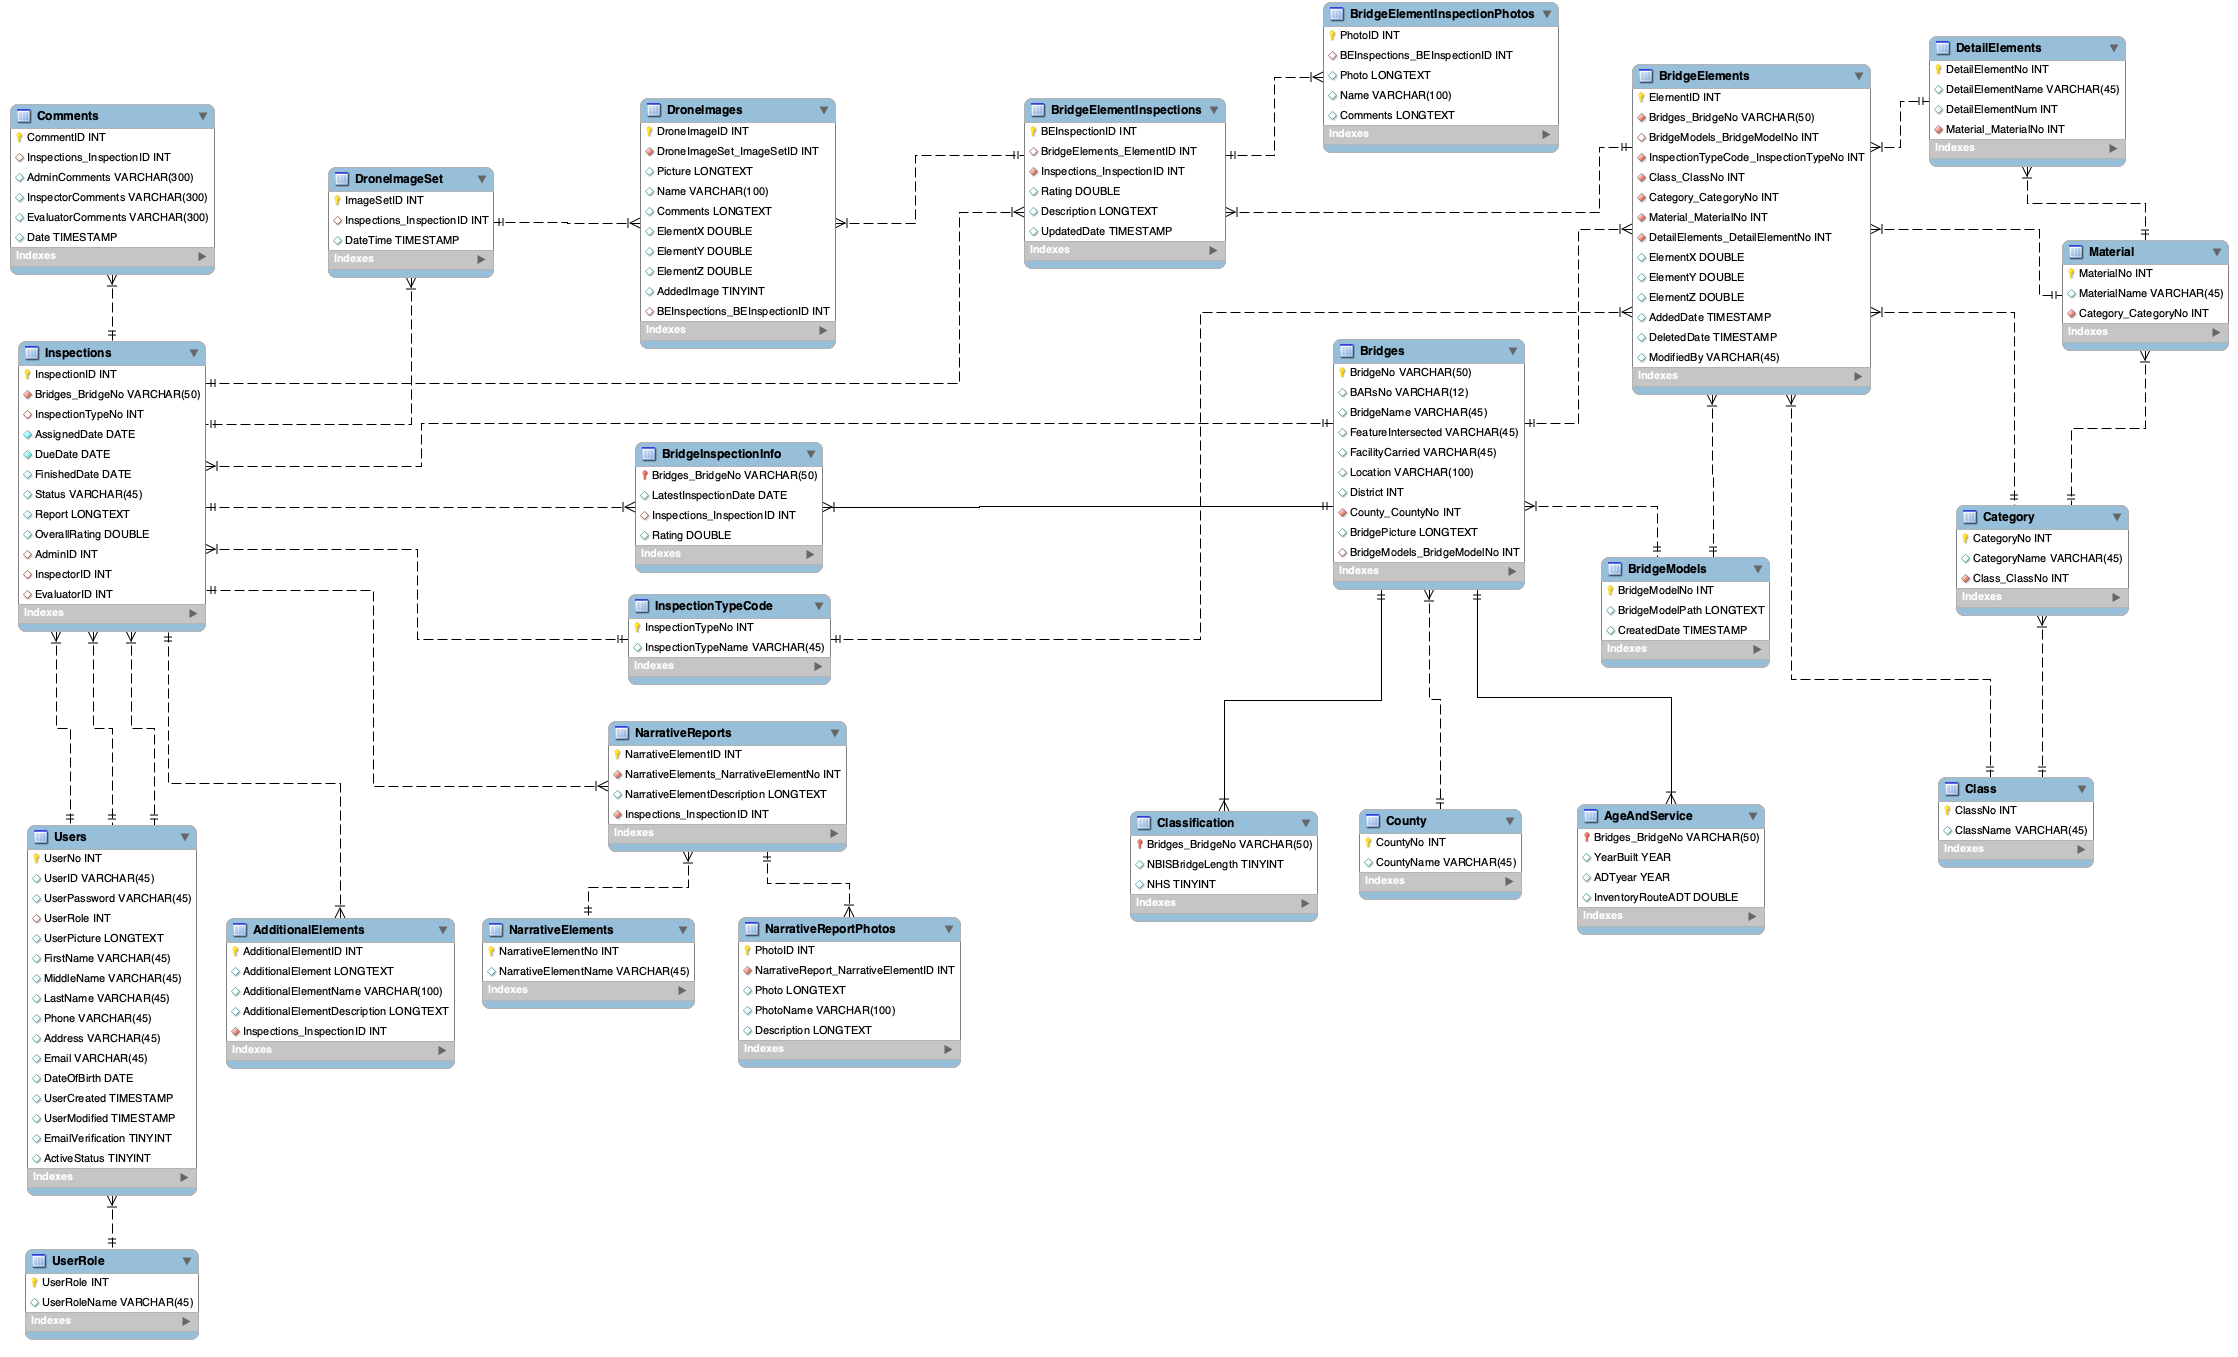 Comments
CommentID INT
Inspections_InspectionID INT
AdminComments VARCHAR(300)
InspectorComments VARCHAR(300)
EvaluatorComments VARCHAR(300)
Date TIMESTAMP
Indexes
DroneImageSet
ImageSetID INT
Inspections_InspectionID INT
DateTime TIMESTAMP
Indexes
DroneImages
DroneImageID INT
DroneImageSet_ImageSetID INT
Picture LONGTEXT
Name VARCHAR(100)
Comments LONGTEXT
ElementX DOUBLE
ElementY DOUBLE
ElementZ DOUBLE
AddedImage TINYINT
BEInspections_BEInspectionID INT
Indexes
BridgeElementInspections
BEInspectionID INT
BridgeElements_ElementID INT
Inspections_InspectionID INT
Rating DOUBLE
Description LONGTEXT
UpdatedDate TIMESTAMP
Indexes
BridgeElementInspectionPhotos
PhotoID INT
BEInspections_BEInspectionID INT
Photo LONGTEXT
Name VARCHAR(100)
Comments LONGTEXT
Indexes
BridgeElements
ElementID INT
Bridges_BridgeNo VARCHAR(50)
BridgeModels_BridgeModelNo INT
InspectionTypeCode_InspectionTypeNo INT
Class_ClassNo INT
Category_CategoryNo INT
Material_MaterialNo INT
DetailElements_DetailElementNo INT
ElementX DOUBLE
ElementY DOUBLE
ElementZ DOUBLE
AddedDate TIMESTAMP
DeletedDate TIMESTAMP
ModifiedBy VARCHAR(45)
Indexes
DetailElements
DetailElementNo INT
DetailElementName VARCHAR(45)
DetailElementNum INT
Material_MaterialNo INT
Indexes
Material
MaterialNo INT
MaterialName VARCHAR(45)
Category_CategoryNo INT
Indexes
Inspections
InspectionID INT
Bridges_BridgeNo VARCHAR(50)
InspectionTypeNo INT
AssignedDate DATE
DueDate DATE
FinishedDate DATE
Status VARCHAR(45)
Report LONGTEXT
OverallRating DOUBLE
AdminID INT
InspectorID INT
EvaluatorID INT
Indexes
BridgeInspectionInfo
Bridges_BridgeNo VARCHAR(50)
LatestInspectionDate DATE
Inspections_InspectionID INT
Rating DOUBLE
Indexes
Bridges
BridgeNo VARCHAR(50)
BARsNo VARCHAR(12)
BridgeName VARCHAR(45)
FeatureIntersected VARCHAR(45)
FacilityCarried VARCHAR(45)
Location VARCHAR(100)
District INT
County_CountyNo INT
BridgePicture LONGTEXT
BridgeModels_BridgeModelNo INT
Indexes
InspectionTypeCode
InspectionTypeNo INT
InspectionTypeName VARCHAR(45)
Indexes
BridgeModels
BridgeModelNo INT
BridgeModelPath LONGTEXT
CreatedDate TIMESTAMP
Indexes
Category
CategoryNo INT
CategoryName VARCHAR(45)
Class_ClassNo INT
Indexes
NarrativeReports
NarrativeElementID INT
NarrativeElements_NarrativeElementNo INT
NarrativeElementDescription LONGTEXT
Inspections_InspectionID INT
Indexes
Classification
Bridges_BridgeNo VARCHAR(50)
NBISBridgeLength TINYINT
NHS TINYINT
Indexes
County
CountyNo INT
CountyName VARCHAR(45)
Indexes
AgeAndService
Bridges_BridgeNo VARCHAR(50)
YearBuilt YEAR
ADTyear YEAR
InventoryRouteADT DOUBLE
Indexes
Class
ClassNo INT
ClassName VARCHAR(45)
Indexes
Users
UserNo INT
UserID VARCHAR(45)
UserPassword VARCHAR(45)
UserRole INT
UserPicture LONGTEXT
FirstName VARCHAR(45)
MiddleName VARCHAR(45)
LastName VARCHAR(45)
Phone VARCHAR(45)
Address VARCHAR(45)
Email VARCHAR(45)
DateOfBirth DATE
UserCreated TIMESTAMP
UserModified TIMESTAMP
EmailVerification TINYINT
ActiveStatus TINYINT
Indexes
AdditionalElements
AdditionalElementID INT
AdditionalElement LONGTEXT
AdditionalElementName VARCHAR(100)
AdditionalElementDescription LONGTEXT
Inspections_InspectionID INT
Indexes
NarrativeElements
NarrativeElementNo INT
NarrativeElementName VARCHAR(45)
Indexes
NarrativeReportPhotos
PhotoID INT
NarrativeReport_NarrativeElementID INT
Photo LONGTEXT
PhotoName VARCHAR(100)
Description LONGTEXT
Indexes
UserRole
UserRole INT
UserRoleName VARCHAR(45)
Indexes